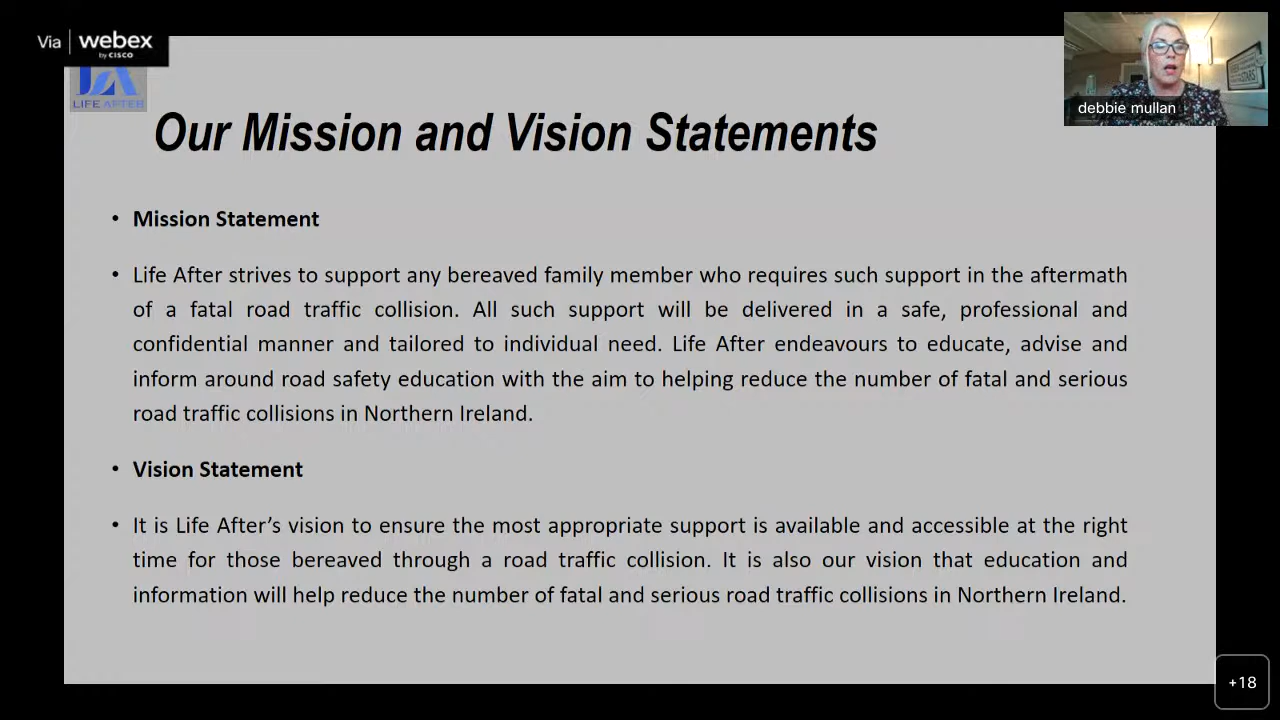 Via webex
by CISCO
LIFE AFTER
debbie mullan
STARS
Our Mission and Vision Statements
• Mission Statement
• Life After strives to support any bereaved family member who requires such support in the aftermath
of a fatal road traffic collision. All such support will be delivered in a safe, professional and
confidential manner and tailored to individual need. Life After endeavours to educate, advise and
inform around road safety education with the aim to helping reduce the number of fatal and serious
road traffic collisions in Northern Ireland.
• Vision Statement
• It is Life After’s vision to ensure the most appropriate support is available and accessible at the right
time for those bereaved through a road traffic collision. It is also our vision that education and
information will help reduce the number of fatal and serious road traffic collisions in Northern Ireland.
+18